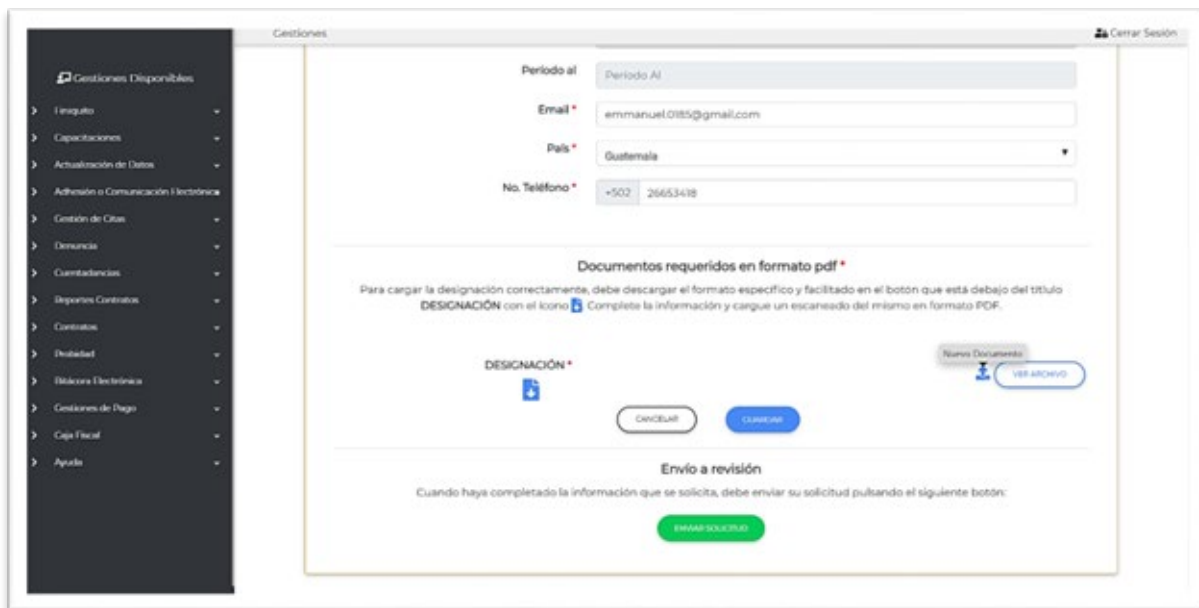 Gestiones
Cerrar Sesión
Gestiones Disponibles
Finiquito
Capacitaciones
Actualización de Datos
Adhesión o Comunicación Electrónica
Gestión de Citas
Denuncia
Cuentadancias
Reportes Contratos
Contratos
Probidad
Bitácora Electrónica
Gestiones de Pago
Caja Fiscal
Ayuda
Período al
Período Al
Email *
emmanuel.0185@gmail.com
País *
Guatemala
No. Teléfono *
+502 26653418
Documentos requeridos en formato pdf *
Para cargar la designación correctamente, debe descargar el formato específico y facilitado en el botón que está debajo del título
DESIGNACIÓN con el ícono Complete la información y cargue un escaneado del mismo en formato PDF.
Nuevo Documento
DESIGNACIÓN *
VER ARCHIVO
CANCELAR
GUARDAR
Envío a revisión
Cuando haya completado la información que se solicita, debe enviar su solicitud pulsando el siguiente botón:
ENVIAR SOLICITUD